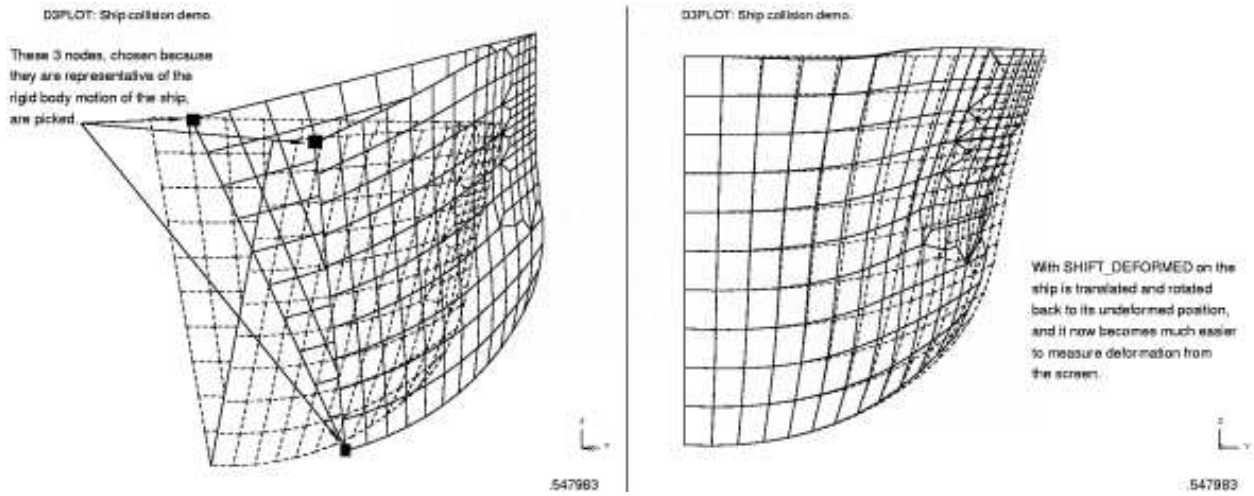 D3PLOT: Ship collision demo.
These 3 nodes, chosen because
they are representative of the
rigid body motion of the ship,
are picked
Z
Y
.547983
D3PLOT: Ship collision demo.
With SHIFT_DEFORMED on the
ship is translated and rotated
back to its undeformed position,
and it now becomes much easier
to measure deformation from
the screen.
Z
Y
.547983